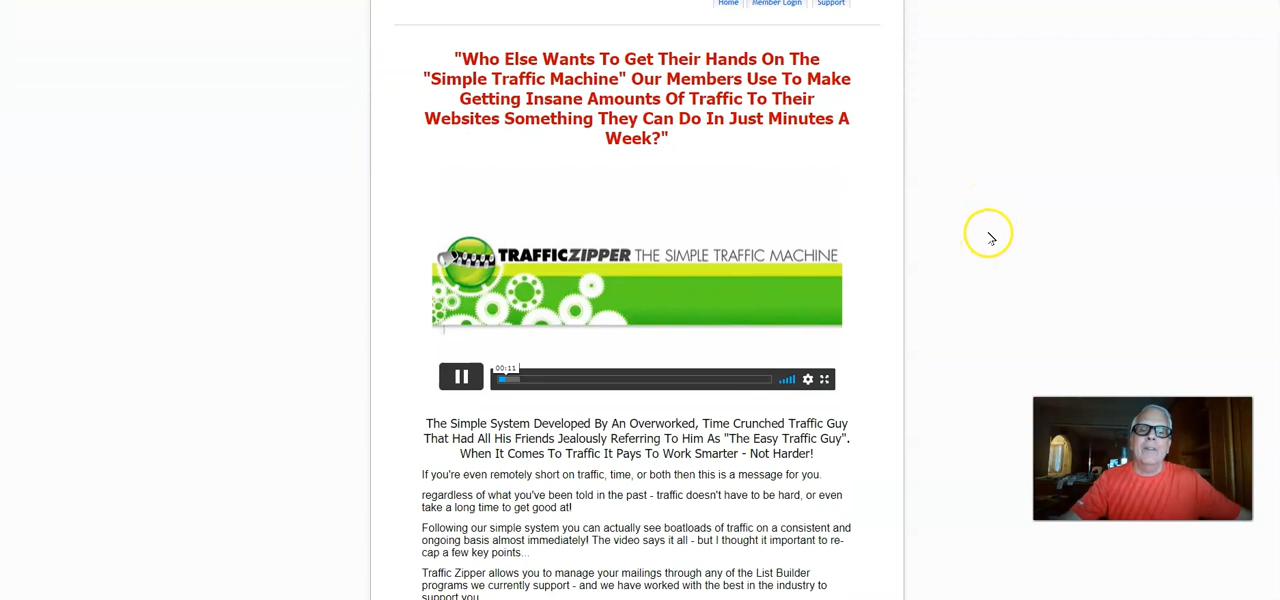 Home Member Login Support
"Who Else Wants To Get Their Hands On The
"Simple Traffic Machine" Our Members Use To Make
Getting Insane Amounts Of Traffic To Their
Websites Something They Can Do In Just Minutes A
Week?"
TRAFFICZIPPER THE SIMPLE TRAFFIC MACHINE
00:11
The Simple System Developed By An Overworked, Time Crunched Traffic Guy
That Had All His Friends Jealously Referring To Him As "The Easy Traffic Guy".
When It Comes To Traffic It Pays To Work Smarter - Not Harder!
If you're even remotely short on traffic, time, or both then this is a message for you.
regardless of what you've been told in the past - traffic doesn't have to be hard, or even
take a long time to get good at!
Following our simple system you can actually see boatloads of traffic on a consistent and
ongoing basis almost immediately! The video says it all - but I thought it important to re-
cap a few key points...
Traffic Zipper allows you to manage your mailings through any of the List Builder
programs we currently support - and we have worked with the best in the industry to
support you